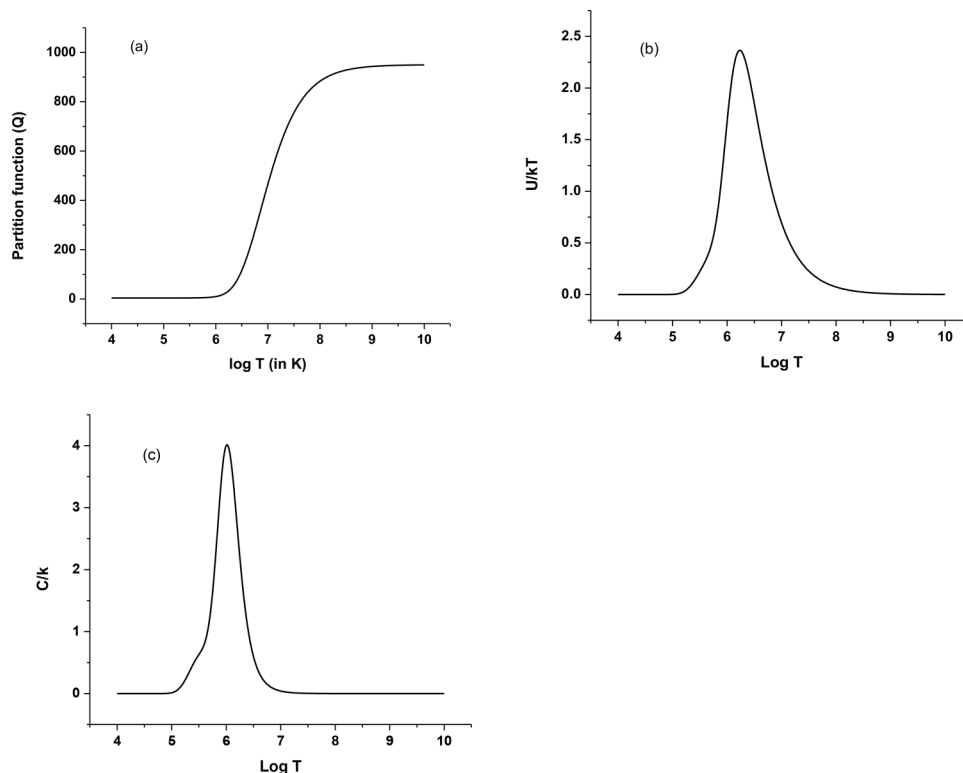 (a)
1000
800
600
400
200
0
Partition function (Q)
4 5 6 7 8 9 10
log T (in K)
(b)
2.5
2.0
1.5
1.0
0.5
0.0
U/kT
4 5 6 7 8 9 10
Log T
(c)
4
3
2
1
0
C/k
4 5 6 7 8 9 10
Log T